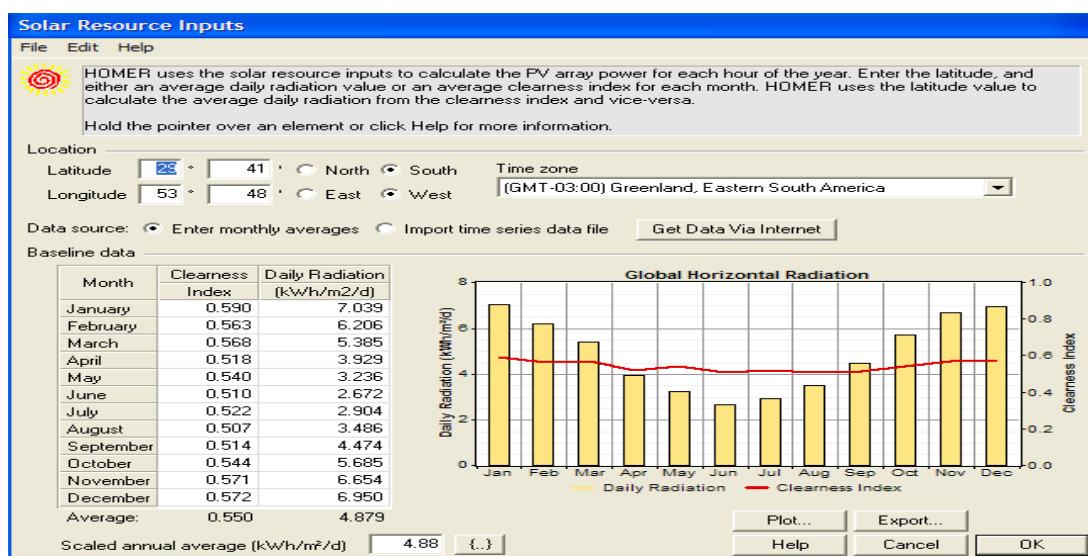 Solar Resource Inputs
File Edit Help
HOMER uses the solar resource inputs to calculate the PV array power for each hour of the year. Enter the latitude, and
either an average daily radiation value or an average clearness index for each month. HOMER uses the latitude value to
calculate the average daily radiation from the clearness index and vice-versa.
Hold the pointer over an element or click Help for more information.
Location
Latitude 29 ° 41 ' North South
Longitude 53 ° 48 ' East West
Time zone
(GMT-03:00) Greenland, Eastern South America
Data source: Enter monthly averages Import time series data file Get Data Via Internet
Baseline data
Month Clearness Index Daily Radiation (kWh/m2/d)
January 0.590 7.039
February 0.563 6.206
March 0.568 5.385
April 0.518 3.929
May 0.540 3.236
June 0.510 2.672
July 0.522 2.904
August 0.507 3.486
September 0.514 4.474
October 0.544 5.685
November 0.571 6.654
December 0.572 6.950
Average: 0.550 4.879
Scaled annual average (kWh/m²/d) 4.88 {..}
Global Horizontal Radiation
Daily Radiation (kWh/m²/d)
8
6
4
2
0
Jan Feb Mar Apr May Jun Jul Aug Sep Oct Nov Dec
1.0
0.8
0.6
0.4
0.2
0.0
Clearness Index
Daily Radiation Clearness Index
Plot... Export...
Help Cancel OK